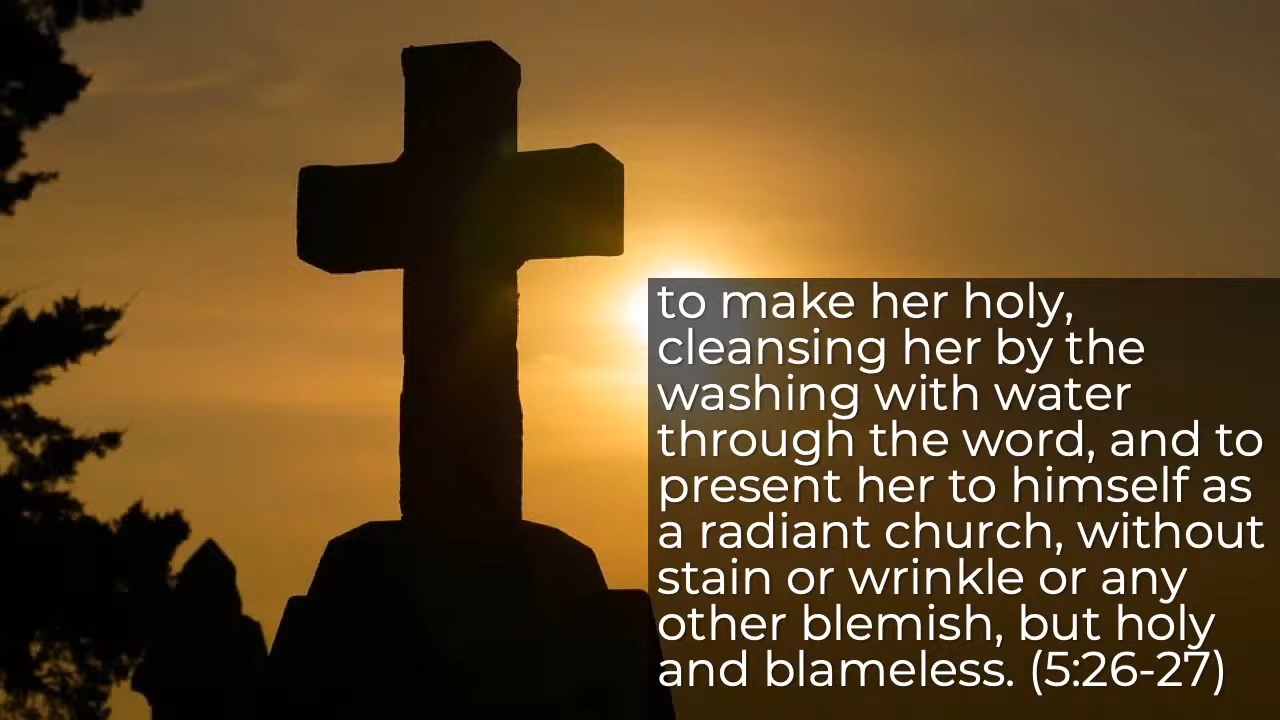 to make her holy,
cleansing her by the
washing with water
through the word, and to
present her to himself as
a radiant church, without
stain or wrinkle or any
other blemish, but holy
and blameless. (5:26-27)